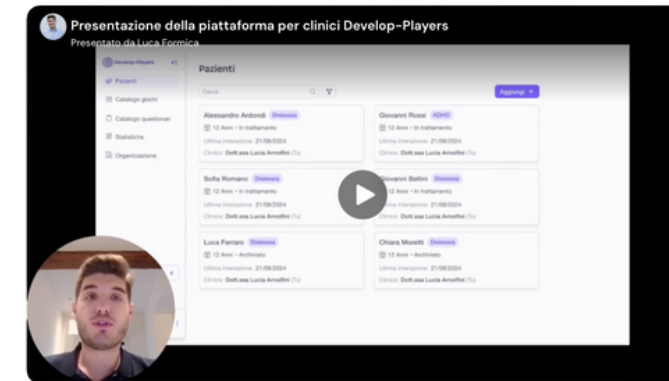 Presentazione della piattaforma per clinici Develop-Players
Presentato da Luca Formica
Develop-Players
Pazienti
Catalogo giochi
Catalogo questionari
Statistiche
Organizzazione
Pazienti
Cerca
Aggiungi +
Alessandro Ardondi Dislessia
12 Anni • In trattamento
Ultima interazione: 21/08/2024
Clinico: Dott.ssa Lucia Arnolfini (Tu)
Giovanni Rossi ADHD
12 Anni • In trattamento
Ultima interazione: 21/08/2024
Clinico: Dott.ssa Lucia Arnolfini (Tu)
Sofia Romano Dislessia
12 Anni • In trattamento
Ultima interazione: 21/08/2024
Clinico: Dott.ssa Lucia Arnolfini (Tu)
Giovanni Bellini Dislessia
12 Anni • In trattamento
Ultima interazione: 21/08/2024
Clinico: Dott.ssa Lucia Arnolfini (Tu)
Luca Ferraro Dislessia
12 Anni • Archiviato
Ultima interazione: 21/08/2024
Clinico: Dott.ssa Lucia Arnolfini (Tu)
Chiara Moretti Dislessia
12 Anni • Archiviato
Ultima interazione: 21/08/2024
Clinico: Dott.ssa Lucia Arnolfini (Tu)